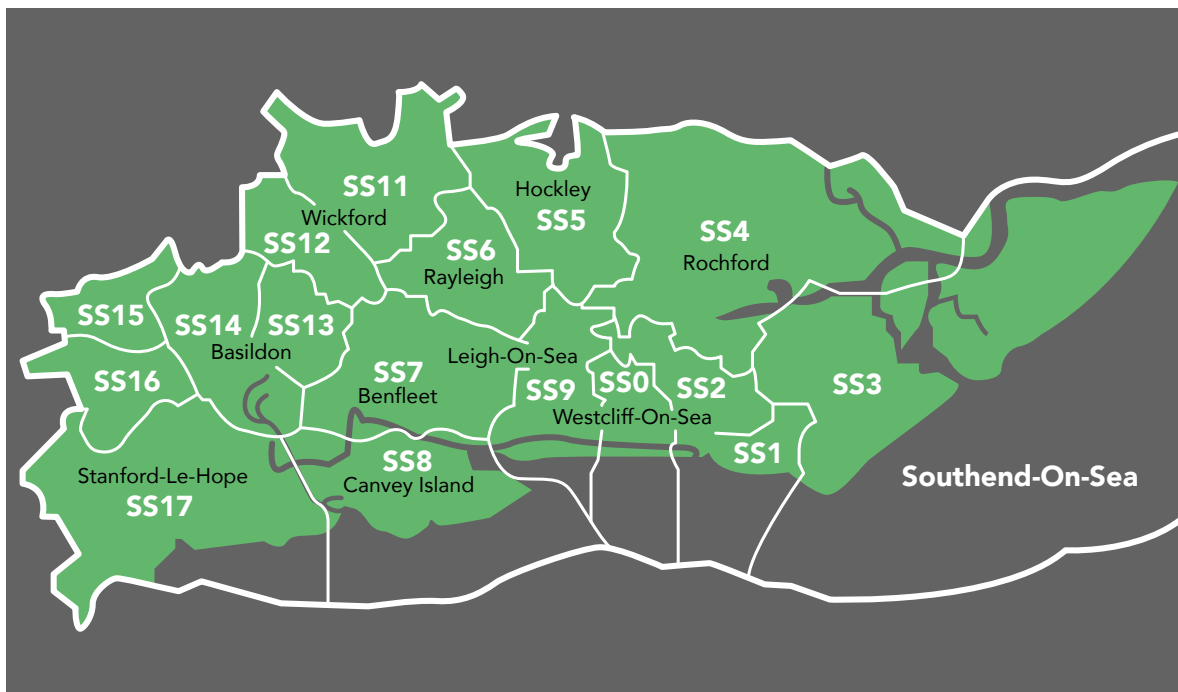 SS11
Wickford
SS12
Hockley
SS5
SS6
Rayleigh
SS4
Rochford
SS15
SS14
Basildon
SS13
SS16
SS7
Benfleet
Leigh-On-Sea
SS9
SS0
SS2
Westcliff-On-Sea
SS3
SS1
SS8
Canvey Island
Stanford-Le-Hope
SS17
Southend-On-Sea